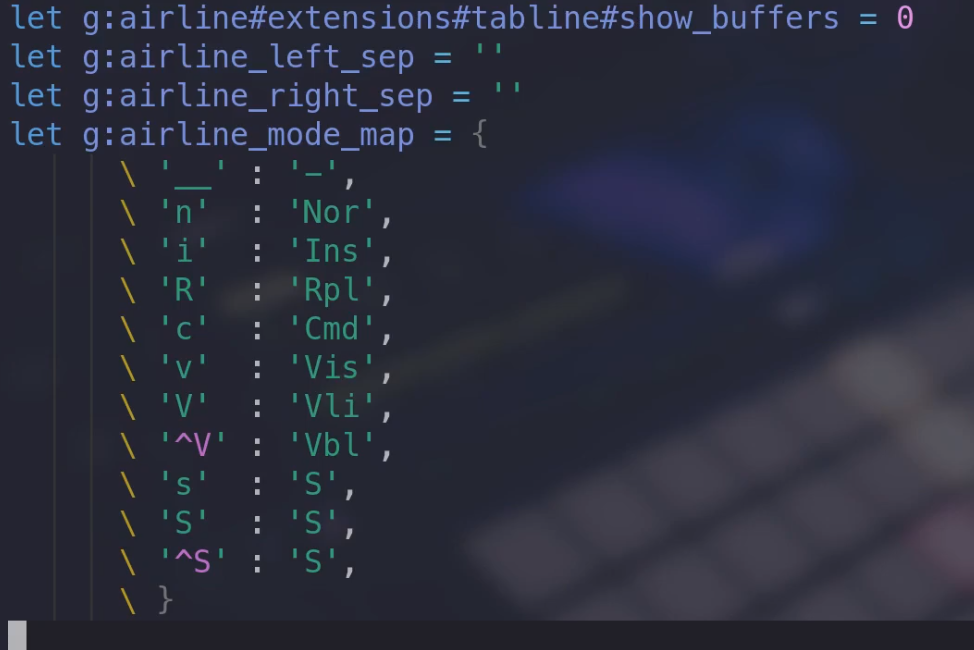 let g:airline#extensions#tabline#show_buffers = 0
let g:airline_left_sep = ''
let g:airline_right_sep = ''
let g:airline_mode_map = {
\ '__' : '-',
\ 'n'  : 'Nor',
\ 'i'  : 'Ins',
\ 'R'  : 'Rpl',
\ 'c'  : 'Cmd',
\ 'v'  : 'Vis',
\ 'V'  : 'Vli',
\ '^V' : 'Vbl',
\ 's'  : 'S',
\ 'S'  : 'S',
\ '^S' : 'S',
\ }